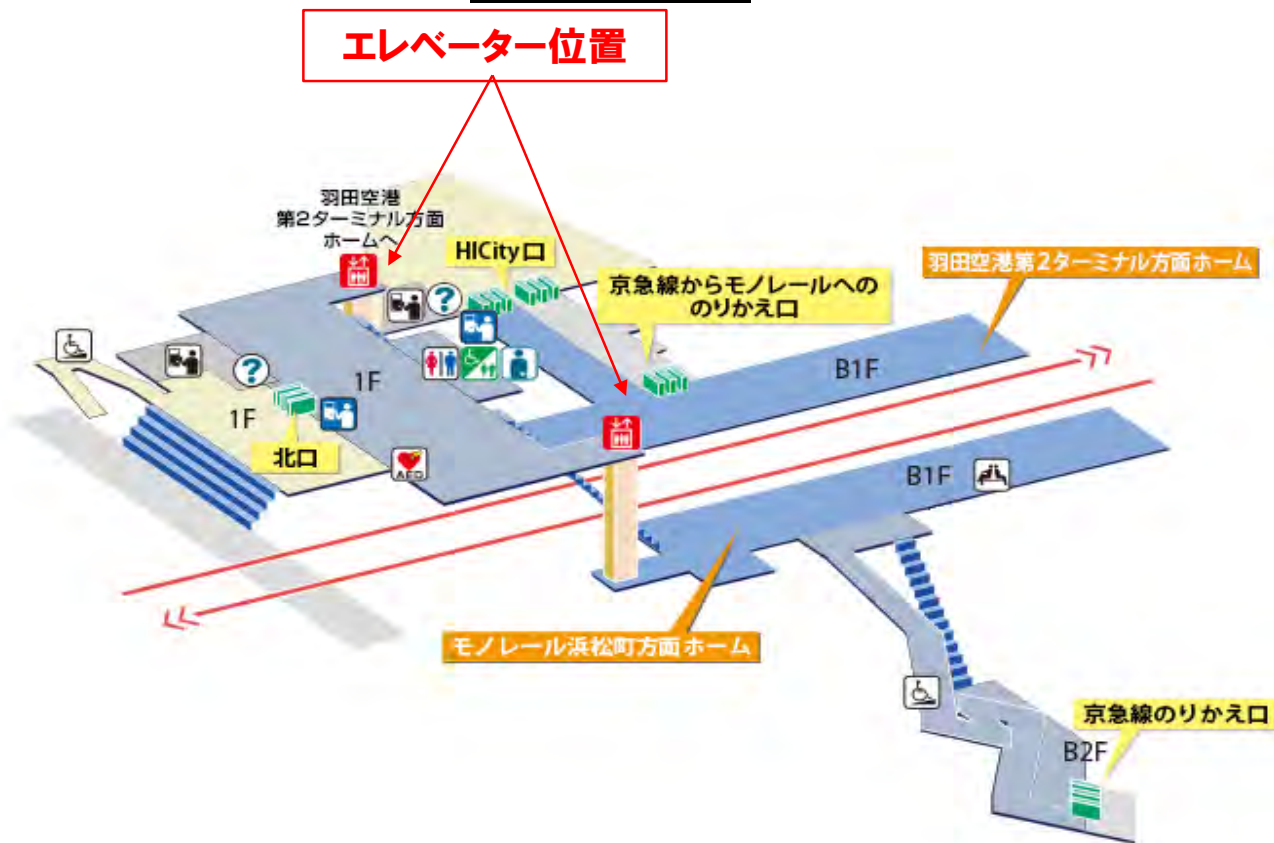 エレベーター位置
羽田空港
第2ターミナル方面
ホームへ
HICity口
羽田空港第2ターミナル方面ホーム
京急線からモノレールへの
のりかえ口
B1F
1F
1F
北口
AED
B1F
モノレール浜松町方面ホーム
京急線のりかえ口
B2F